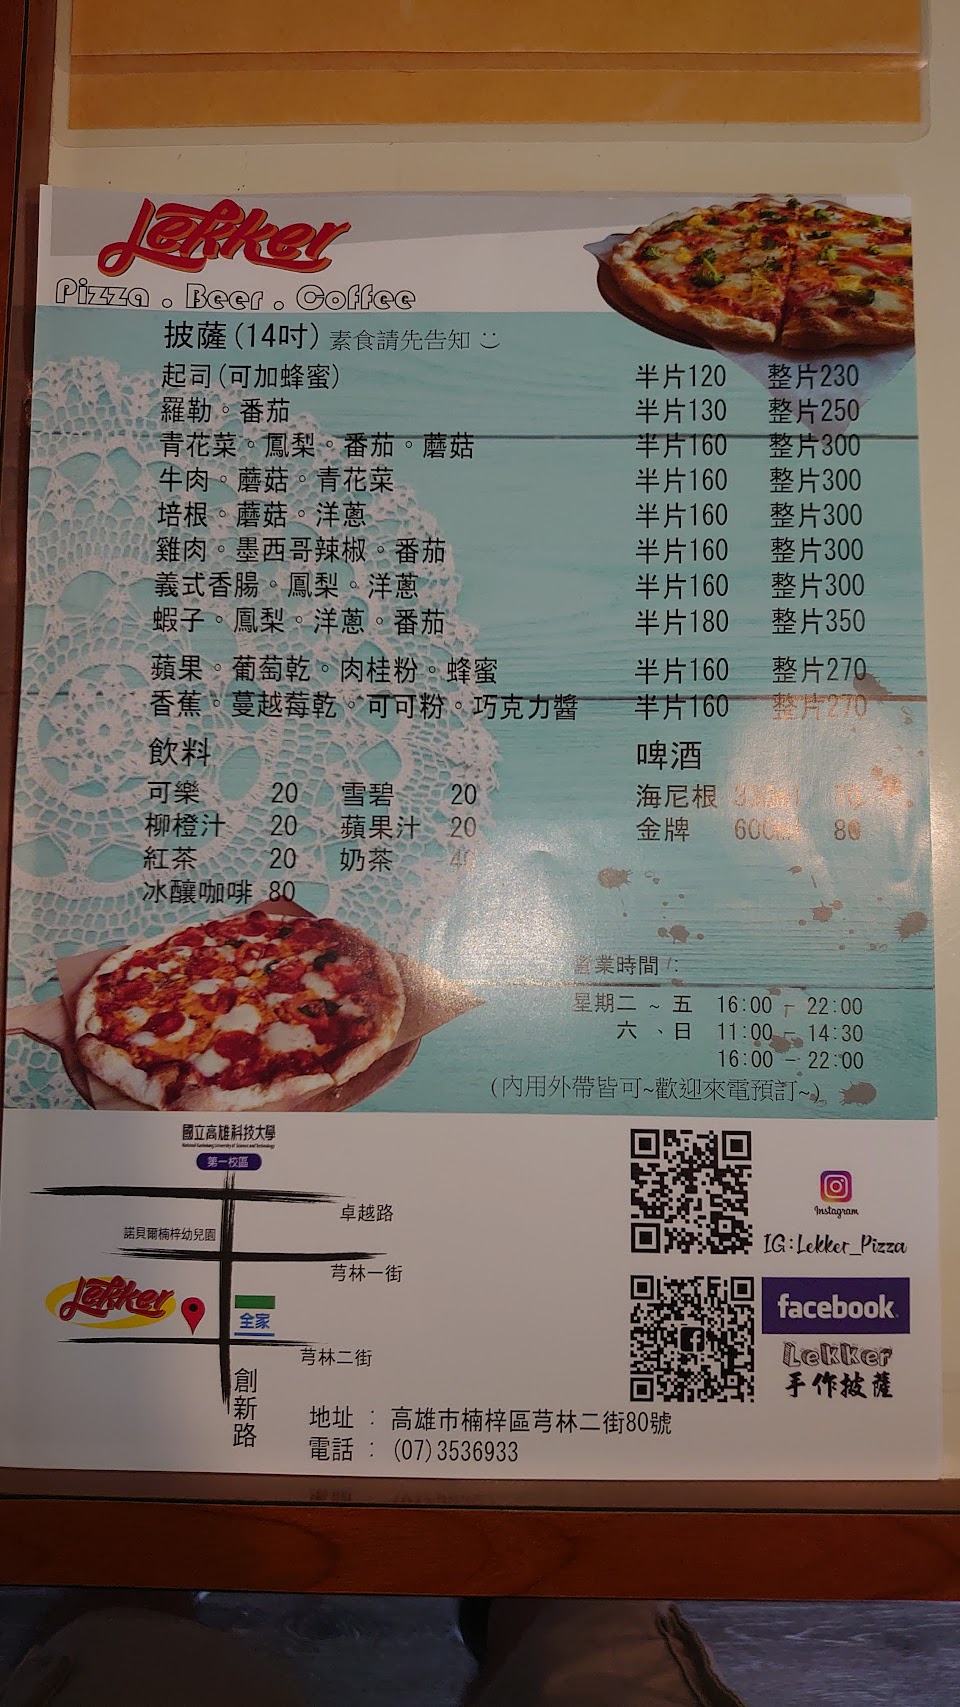 Lekker
Pizza . Beer . Coffee
披薩(14吋) 素食請先告知
起司(可加蜂蜜) 半片120 整片230
羅勒。番茄 半片130 整片250
青花菜。鳳梨。番茄。蘑菇 半片160 整片300
牛肉。蘑菇。青花菜 半片160 整片300
培根。蘑菇。洋蔥 半片160 整片300
雞肉。墨西哥辣椒。番茄 半片160 整片300
義式香腸。鳳梨。洋蔥 半片160 整片300
蝦子。鳳梨。洋蔥。番茄 半片180 整片350
蘋果。葡萄乾。肉桂粉。蜂蜜 半片160 整片270
香蕉。蔓越莓乾。可可粉。巧克力醬 半片160 整片270
飲料 啤酒
可樂 20 雪碧 20 海尼根
柳橙汁 20 蘋果汁 20 金牌 600ml 80
紅茶 20 奶茶 40
冰釀咖啡 80
營業時間 :
星期二 ~ 五 16:00 - 22:00
六 、日 11:00 - 14:30
16:00 - 22:00
(內用外帶皆可~歡迎來電預訂~)
國立高雄科技大學
National Kaohsiung University of Science and Technology
第一校區
卓越路
諾貝爾楠梓幼兒園
芎林一街
Lekker
全家
芎林二街
創新路
Instagram
IG:Lekker_Pizza
facebook
Lekker
手作披薩
地址 : 高雄市楠梓區芎林二街80號
電話 : (07)3536933